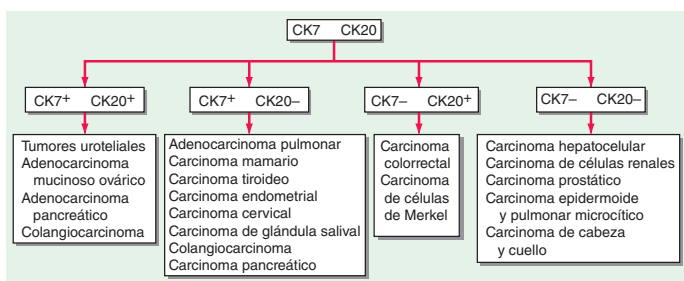 CK7 CK20
CK7+ CK20+
CK7+ CK20–
CK7– CK20+
CK7– CK20–
Tumores uroteliales
Adenocarcinoma
mucinoso ovárico
Adenocarcinoma
pancreático
Colangiocarcinoma
Adenocarcinoma pulmonar
Carcinoma mamario
Carcinoma tiroideo
Carcinoma endometrial
Carcinoma cervical
Carcinoma de glándula salival
Colangiocarcinoma
Carcinoma pancreático
Carcinoma
colorrectal
Carcinoma
de células
de Merkel
Carcinoma hepatocelular
Carcinoma de células renales
Carcinoma prostático
Carcinoma epidermoide
y pulmonar microcítico
Carcinoma de cabeza
y cuello